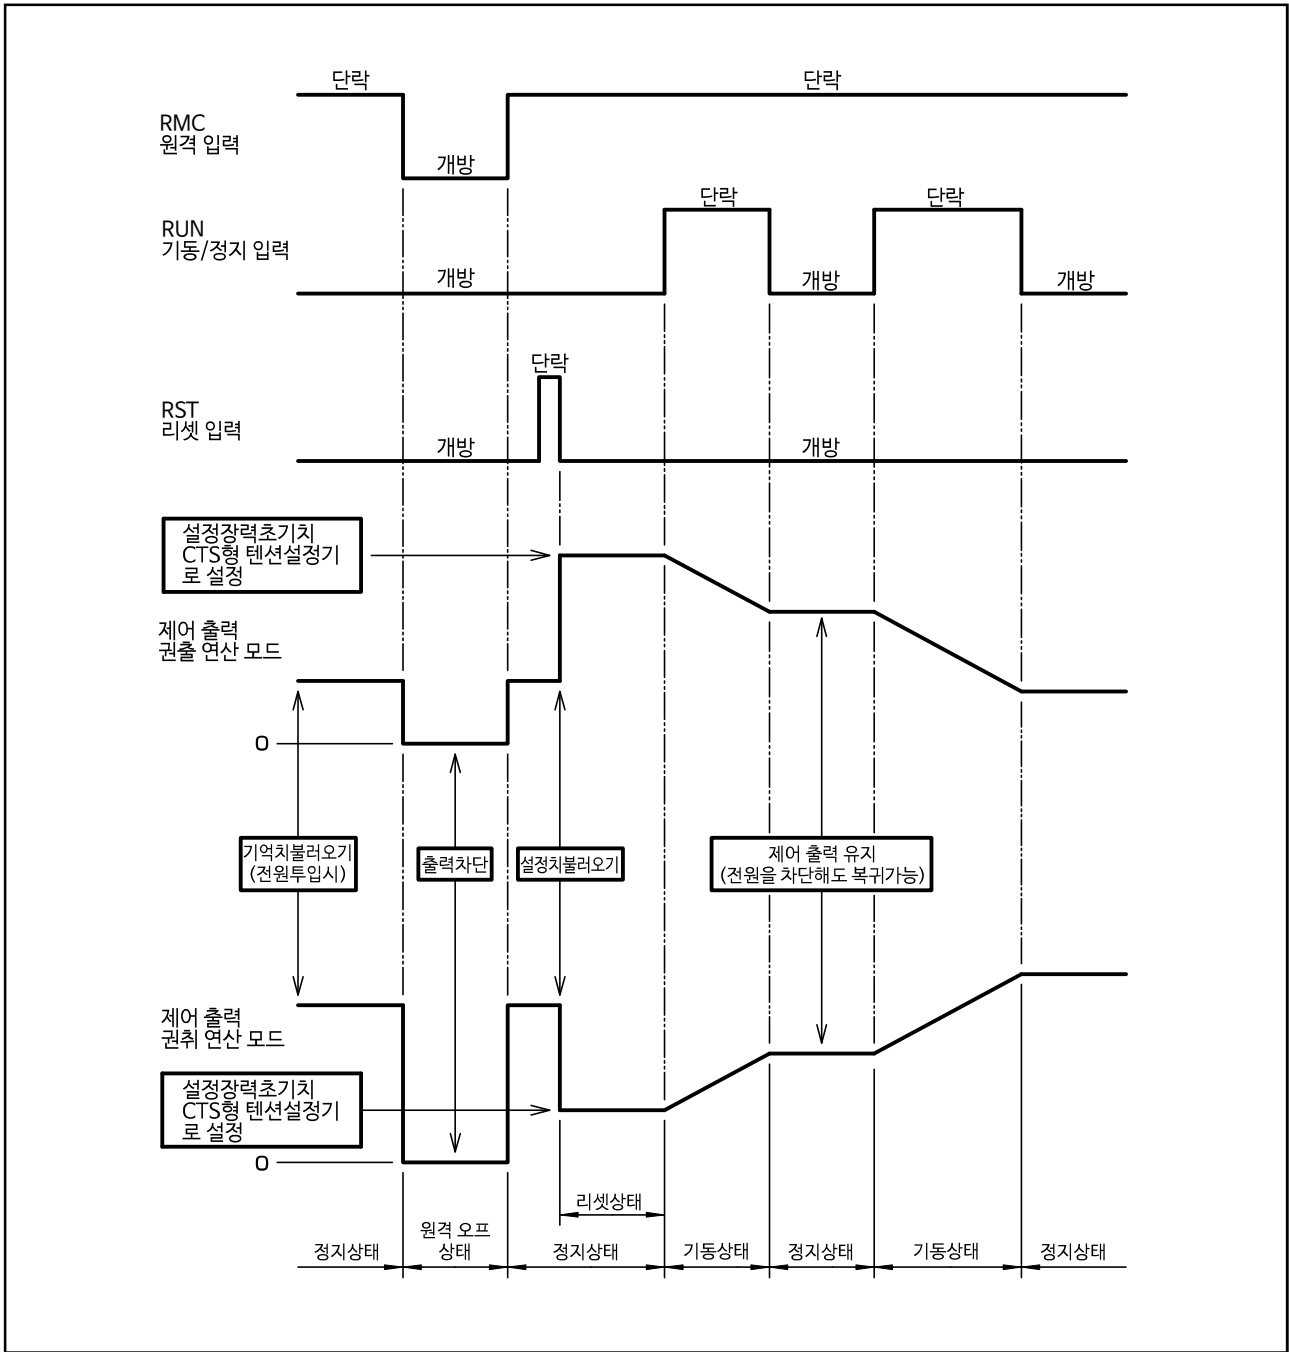 단락
단락
RMC
원격 입력
개방
단락
단락
RUN
기동/정지 입력
개방
개방
개방
단락
RST
리셋 입력
개방
개방
설정장력초기치
CTS형 텐션설정기
로 설정
제어 출력
권출 연산 모드
0
기억치불러오기
(전원투입시)
출력차단
설정치불러오기
제어 출력 유지
(전원을 차단해도 복귀가능)
제어 출력
권취 연산 모드
설정장력초기치
CTS형 텐션설정기
로 설정
0
리셋상태
원격 오프
상태
정지상태
정지상태
기동상태
정지상태
기동상태
정지상태